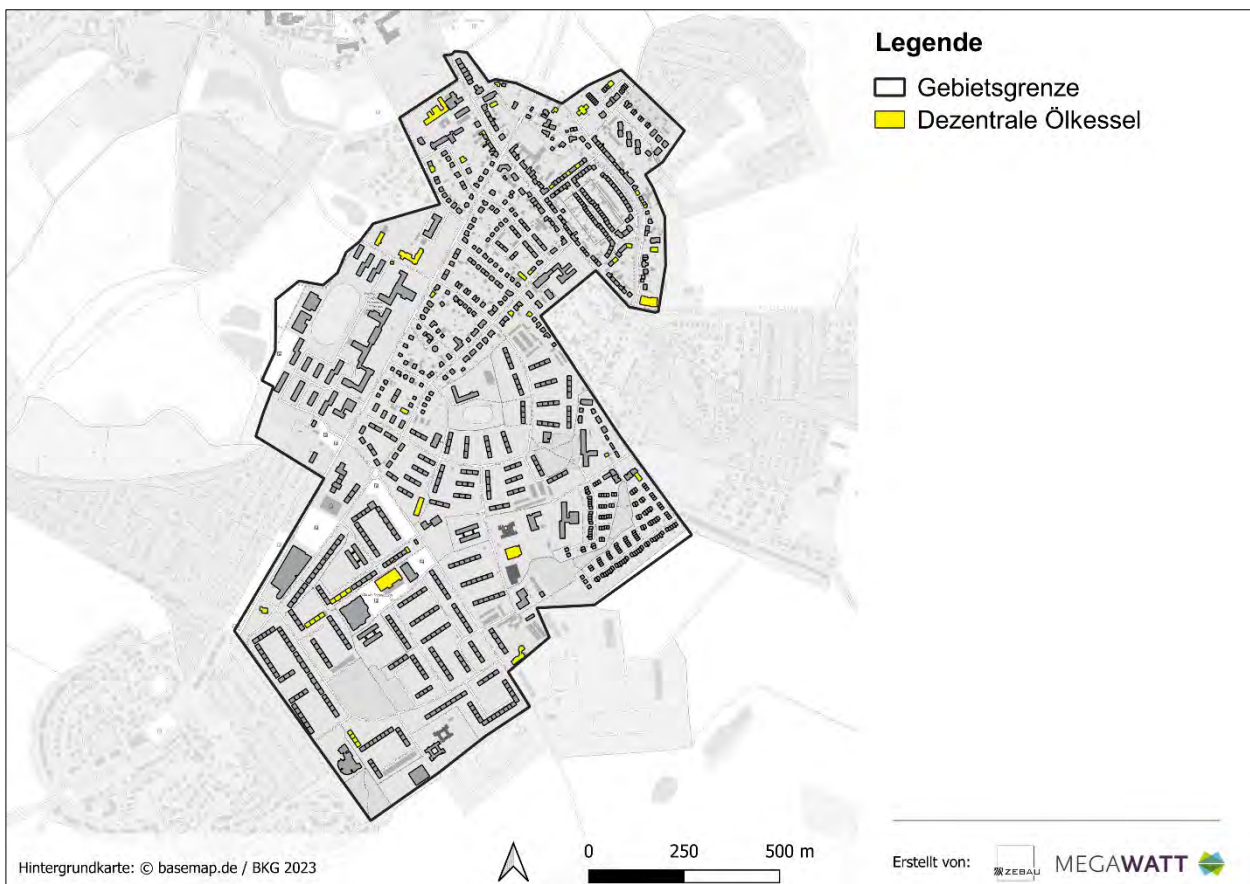 Legende
Gebietsgrenze
Dezentrale Ölkessel
Hintergrundkarte: © basemap.de / BKG 2023
0 250 500 m
Erstellt von:
ZEBAU
MEGAWATT